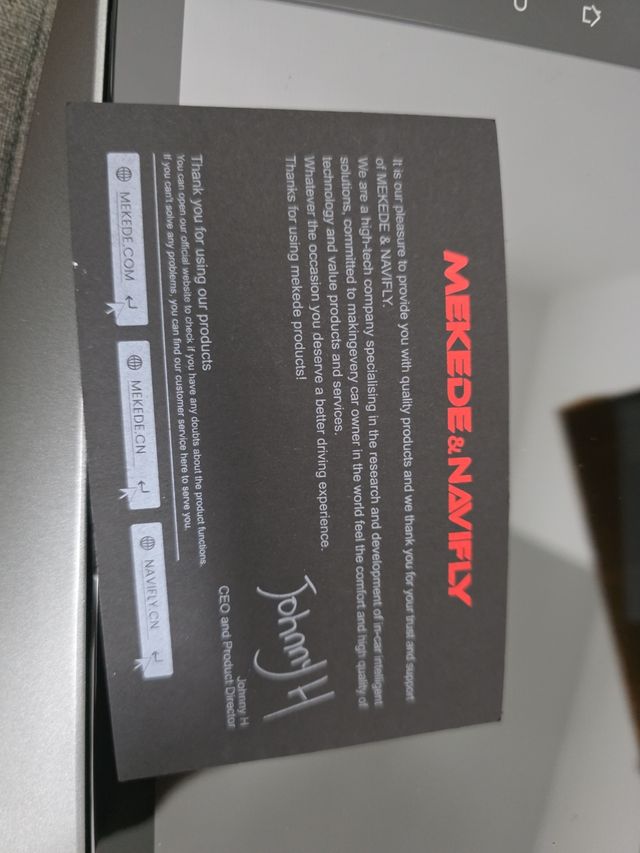 MEKEDE & NAVIFLY
It is our pleasure to provide you with quality products and we thank you for your trust and support
of MEKEDE & NAVIFLY.
We are a high-tech company specialising in the research and development of in-car intelligent
solutions, committed to makingevery car owner in the world feel the comfort and high quality of
technology and value products and services.
Whatever the occasion you deserve a better driving experience.
Thanks for using mekede products!
Johnny H
Johnny H
CEO and Product Director
Thank you for using our products
You can open our official website to check if you have any doubts about the product functions.
If you can't solve any problems, you can find our customer service here to serve you.
MEKEDE.COM
MEKEDE.CN
NAVIFLY.CN